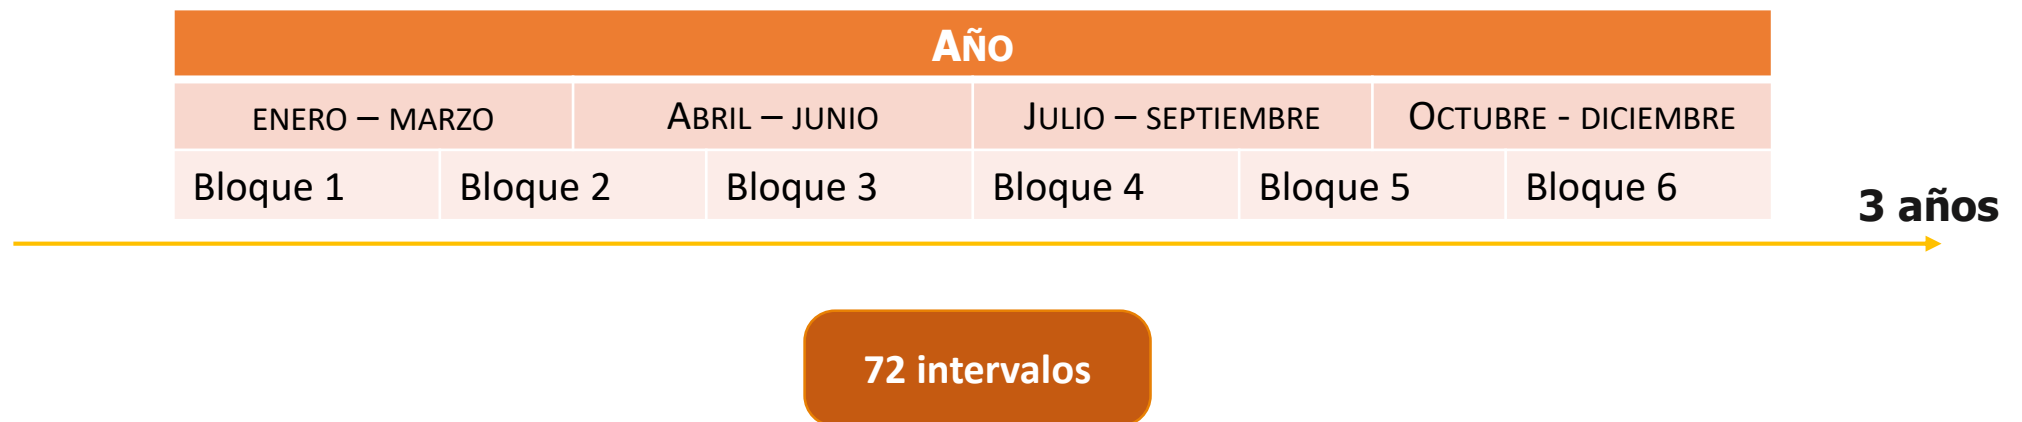 AÑO
ENERO – MARZO ABRIL – JUNIO JULIO – SEPTIEMBRE OCTUBRE - DICIEMBRE
Bloque 1 Bloque 2 Bloque 3 Bloque 4 Bloque 5 Bloque 6
3 años
72 intervalos